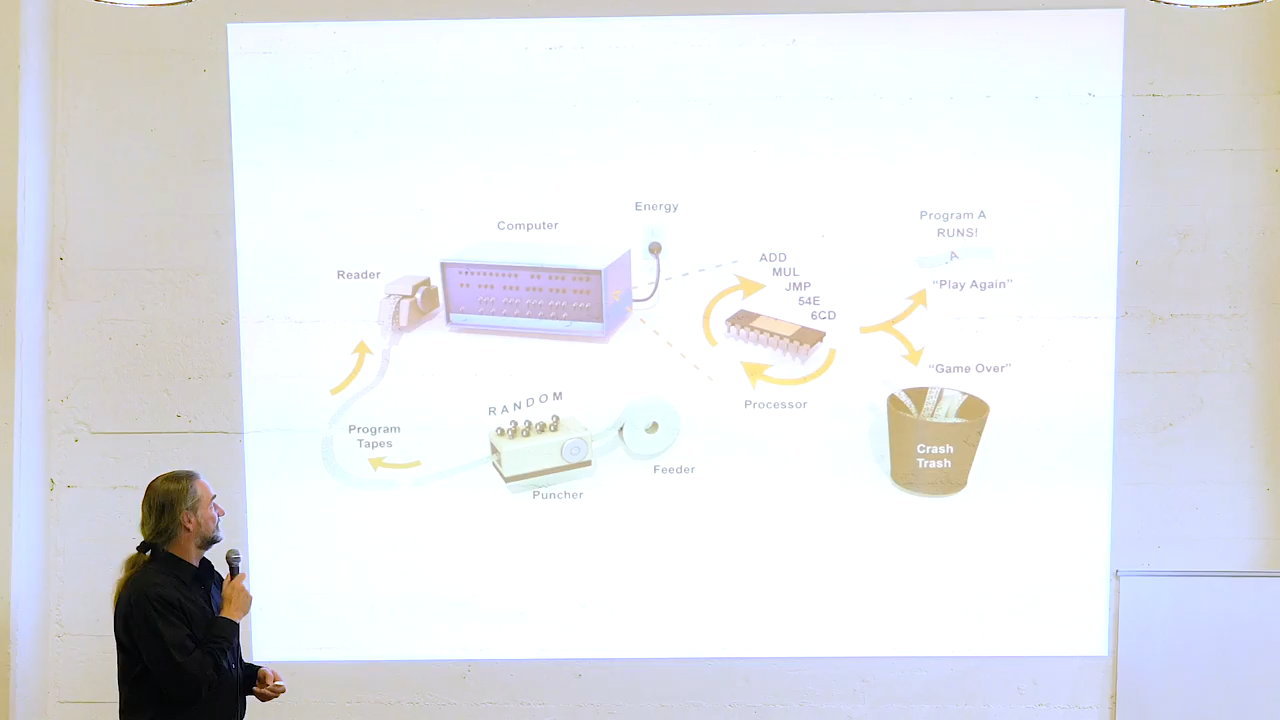 Energy
Computer
Reader
ADD
MUL
JMP
54E
6CD
Program A
RUNS!
A
“Play Again”
“Game Over”
Processor
RANDOM
Program
Tapes
Feeder
Puncher
Crash
Trash